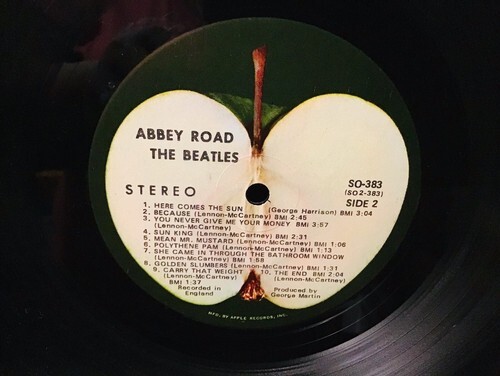 ABBEY ROAD
THE BEATLES
STEREO
SO-383
(SO2-383)
SIDE 2
1. HERE COMES THE SUN (George Harrison) BMI 3:04
2. BECAUSE (Lennon-McCartney) BMI 2:45
3. YOU NEVER GIVE ME YOUR MONEY BMI 3:57
(Lennon-McCartney)
4. SUN KING (Lennon-McCartney) BMI 2:31
5. MEAN MR. MUSTARD (Lennon-McCartney) BMI 1:06
6. POLYTHENE PAM (Lennon-McCartney) BMI 1:13
7. SHE CAME IN THROUGH THE BATHROOM WINDOW
(Lennon-McCartney) BMI 1:58
8. GOLDEN SLUMBERS (Lennon-McCartney) BMI 1:31
9. CARRY THAT WEIGHT 10. THE END BMI 2:04
(Lennon-McCartney) (Lennon-McCartney)
BMI 1:37
Recorded in
England
Produced by
George Martin
MFD. BY APPLE RECORDS, INC.